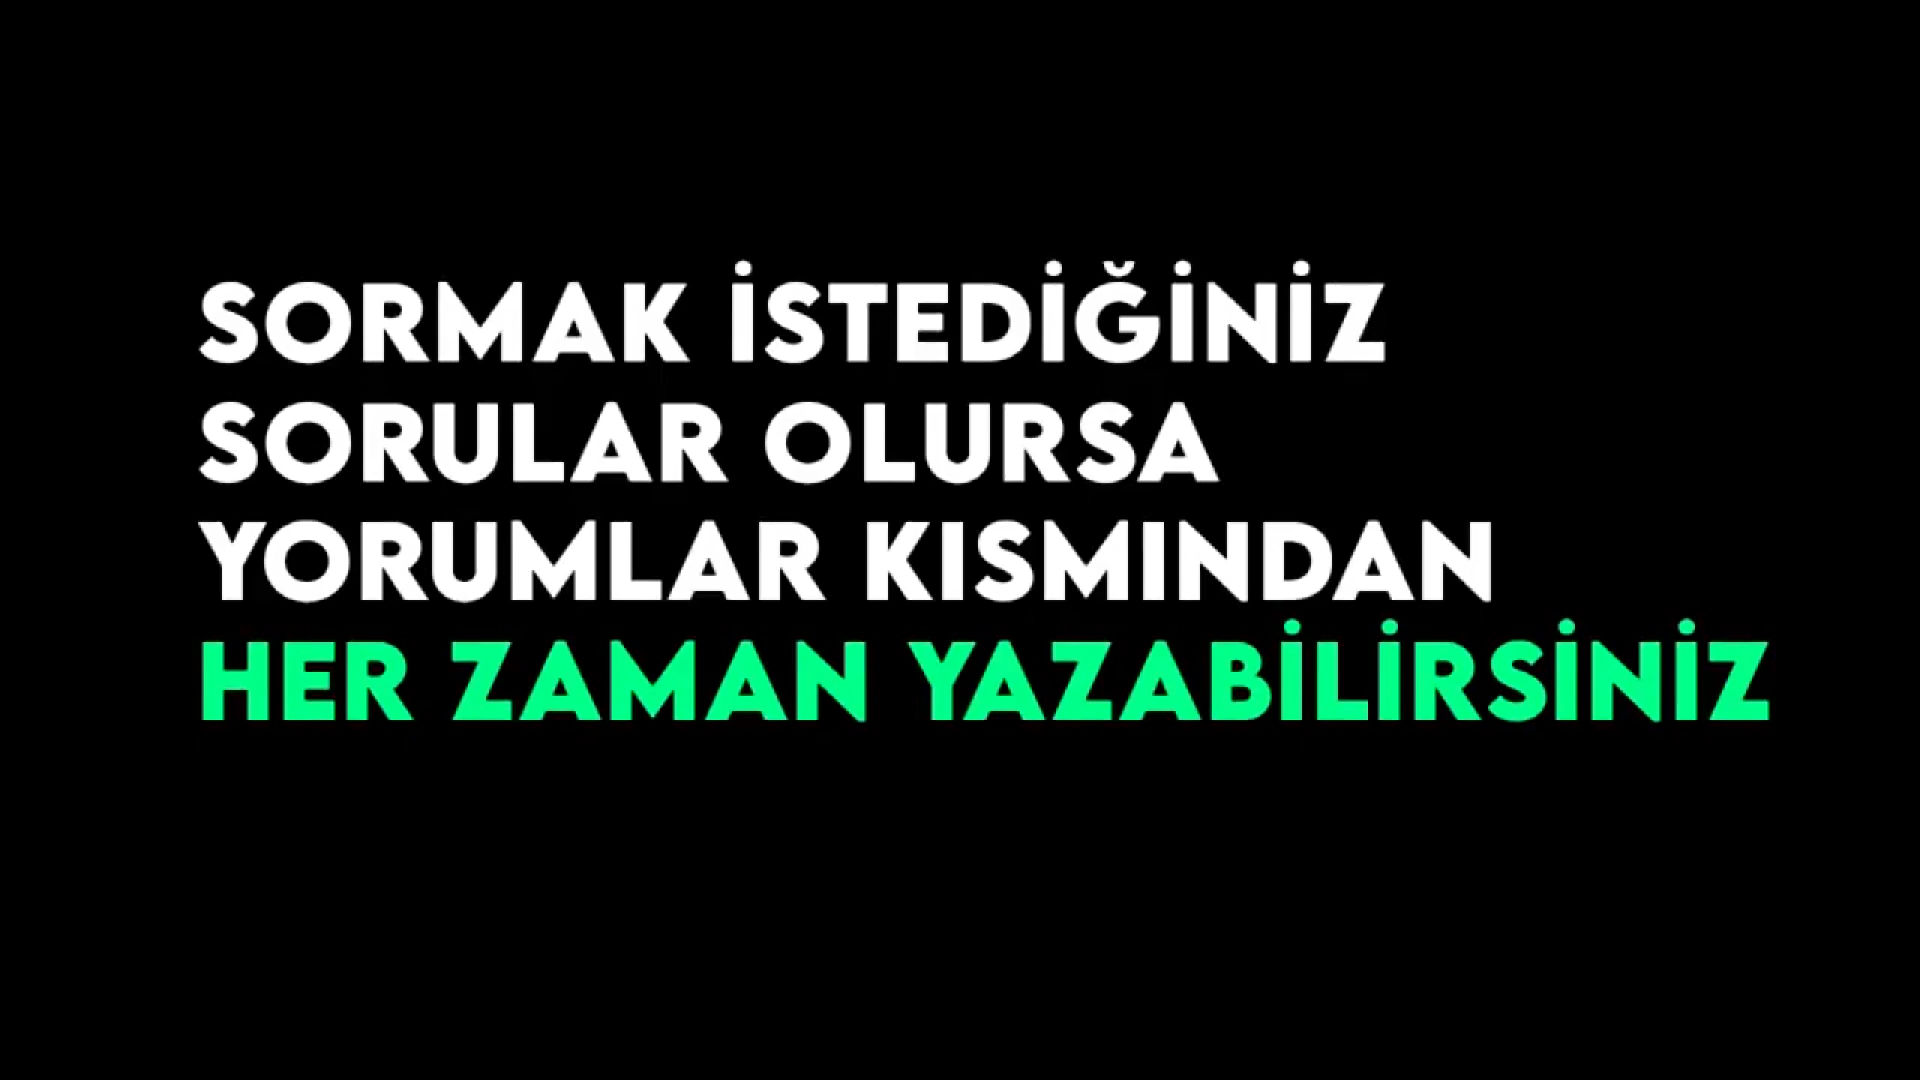 SORMAK İSTEDİĞİNİZ
SORULAR OLURSA
YORUMLAR KISMINDAN
HER ZAMAN YAZABİLİRSİNİZ